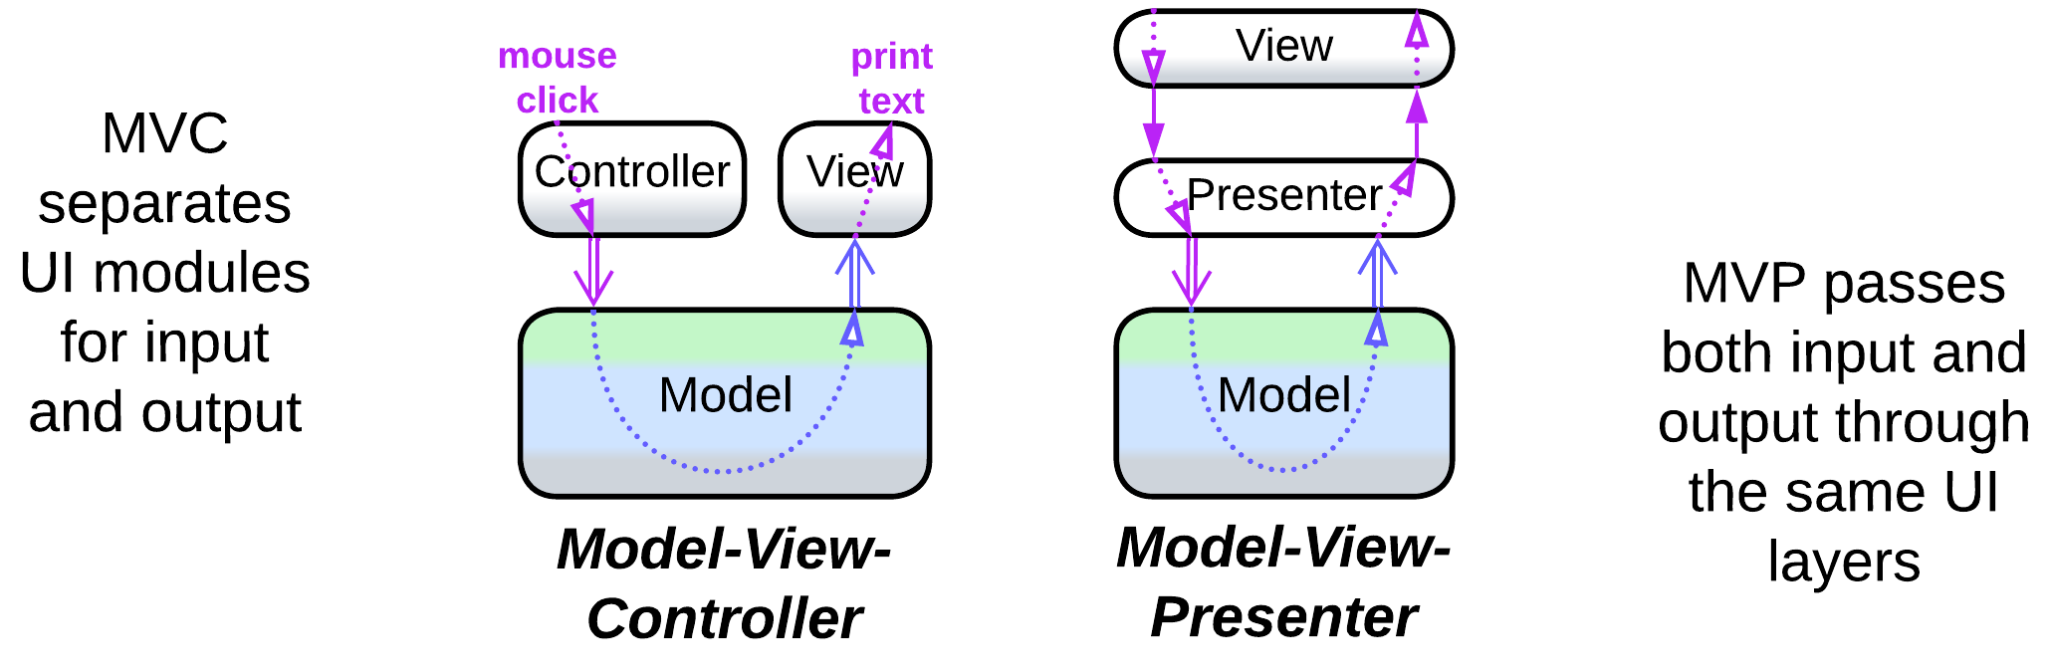 MVC
separates
UI modules
for input
and output
mouse
click
print
text
Controller
View
Model
Model-View-
Controller
View
Presenter
Model
Model-View-
Presenter
MVP passes
both input and
output through
the same UI
layers